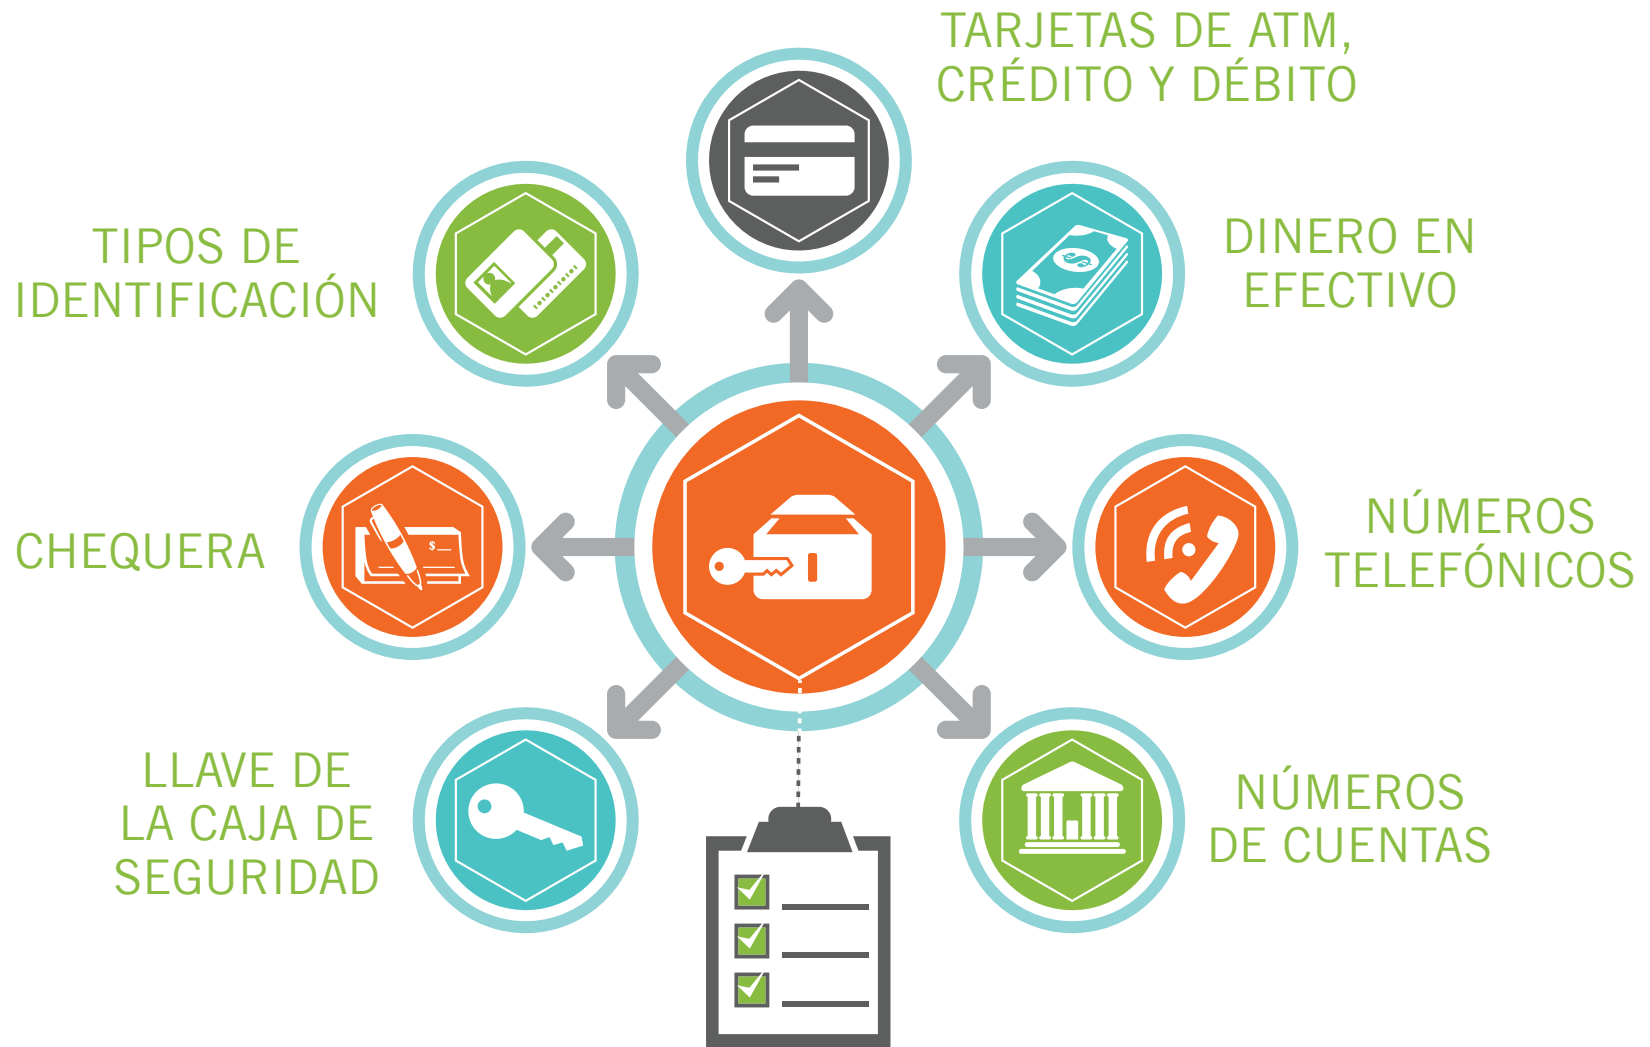 TARJETAS DE ATM,
CRÉDITO Y DÉBITO
TIPOS DE
IDENTIFICACIÓN
DINERO EN
EFECTIVO
CHEQUERA
$
NÚMEROS
TELEFÓNICOS
LLAVE DE
LA CAJA DE
SEGURIDAD
NÚMEROS
DE CUENTAS